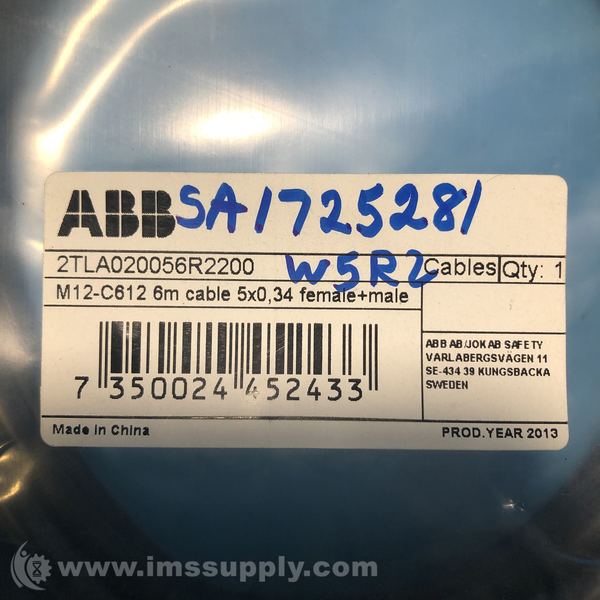 ABB SA1725281
2TLA020056R2200 W5R2 Cables Qty: 1
M12-C612 6m cable 5x0,34 female+male
ABB AB/JOKAB SAFETY
VARLABERGSVÄGEN 11
SE-434 39 KUNGSBACKA
SWEDEN
7 350024 452433
Made in China PROD.YEAR 2013
www.imssupply.com